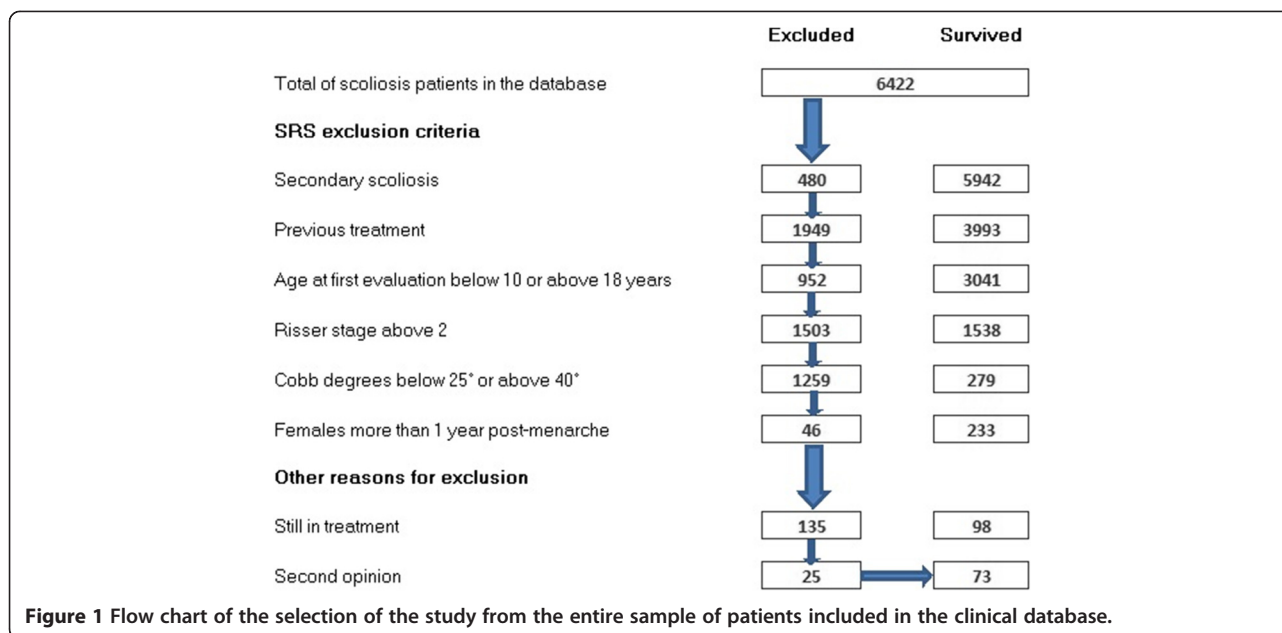 Excluded Survived
Total of scoliosis patients in the database 6422
SRS exclusion criteria
Secondary scoliosis 480 5942
Previous treatment 1949 3993
Age at first evaluation below 10 or above 18 years 952 3041
Risser stage above 2 1503 1538
Cobb degrees below 25° or above 40° 1259 279
Females more than 1 year post-menarche 46 233
Other reasons for exclusion
Still in treatment 135 98
Second opinion 25 73
Figure 1 Flow chart of the selection of the study from the entire sample of patients included in the clinical database.